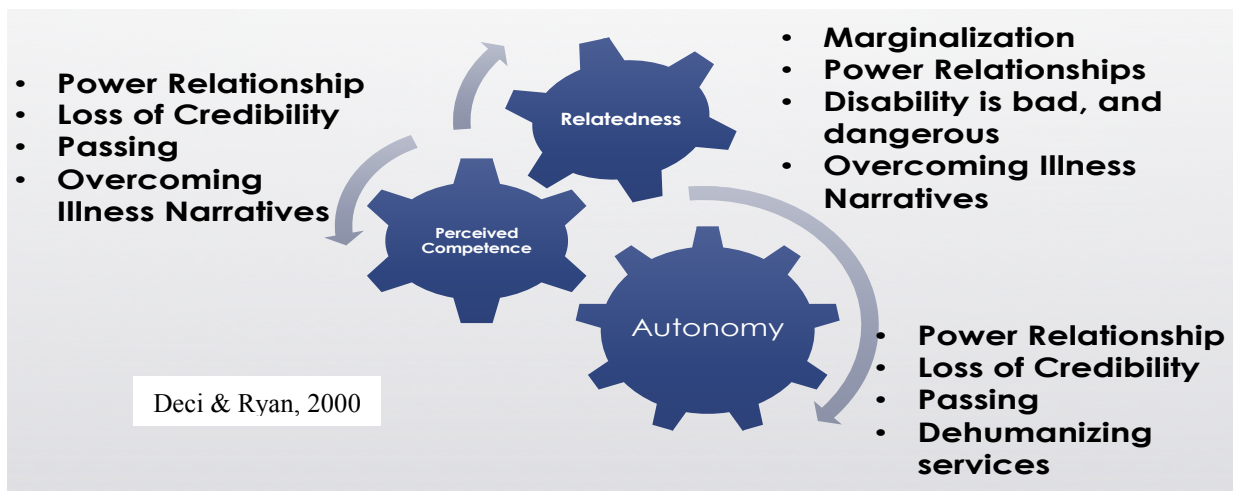 • Power Relationship
• Loss of Credibility
• Passing
• Overcoming
Illness Narratives
Relatedness
• Marginalization
• Power Relationships
• Disability is bad, and
dangerous
• Overcoming Illness
Narratives
Perceived
Competence
Autonomy
• Power Relationship
• Loss of Credibility
• Passing
• Dehumanizing
services
Deci & Ryan, 2000